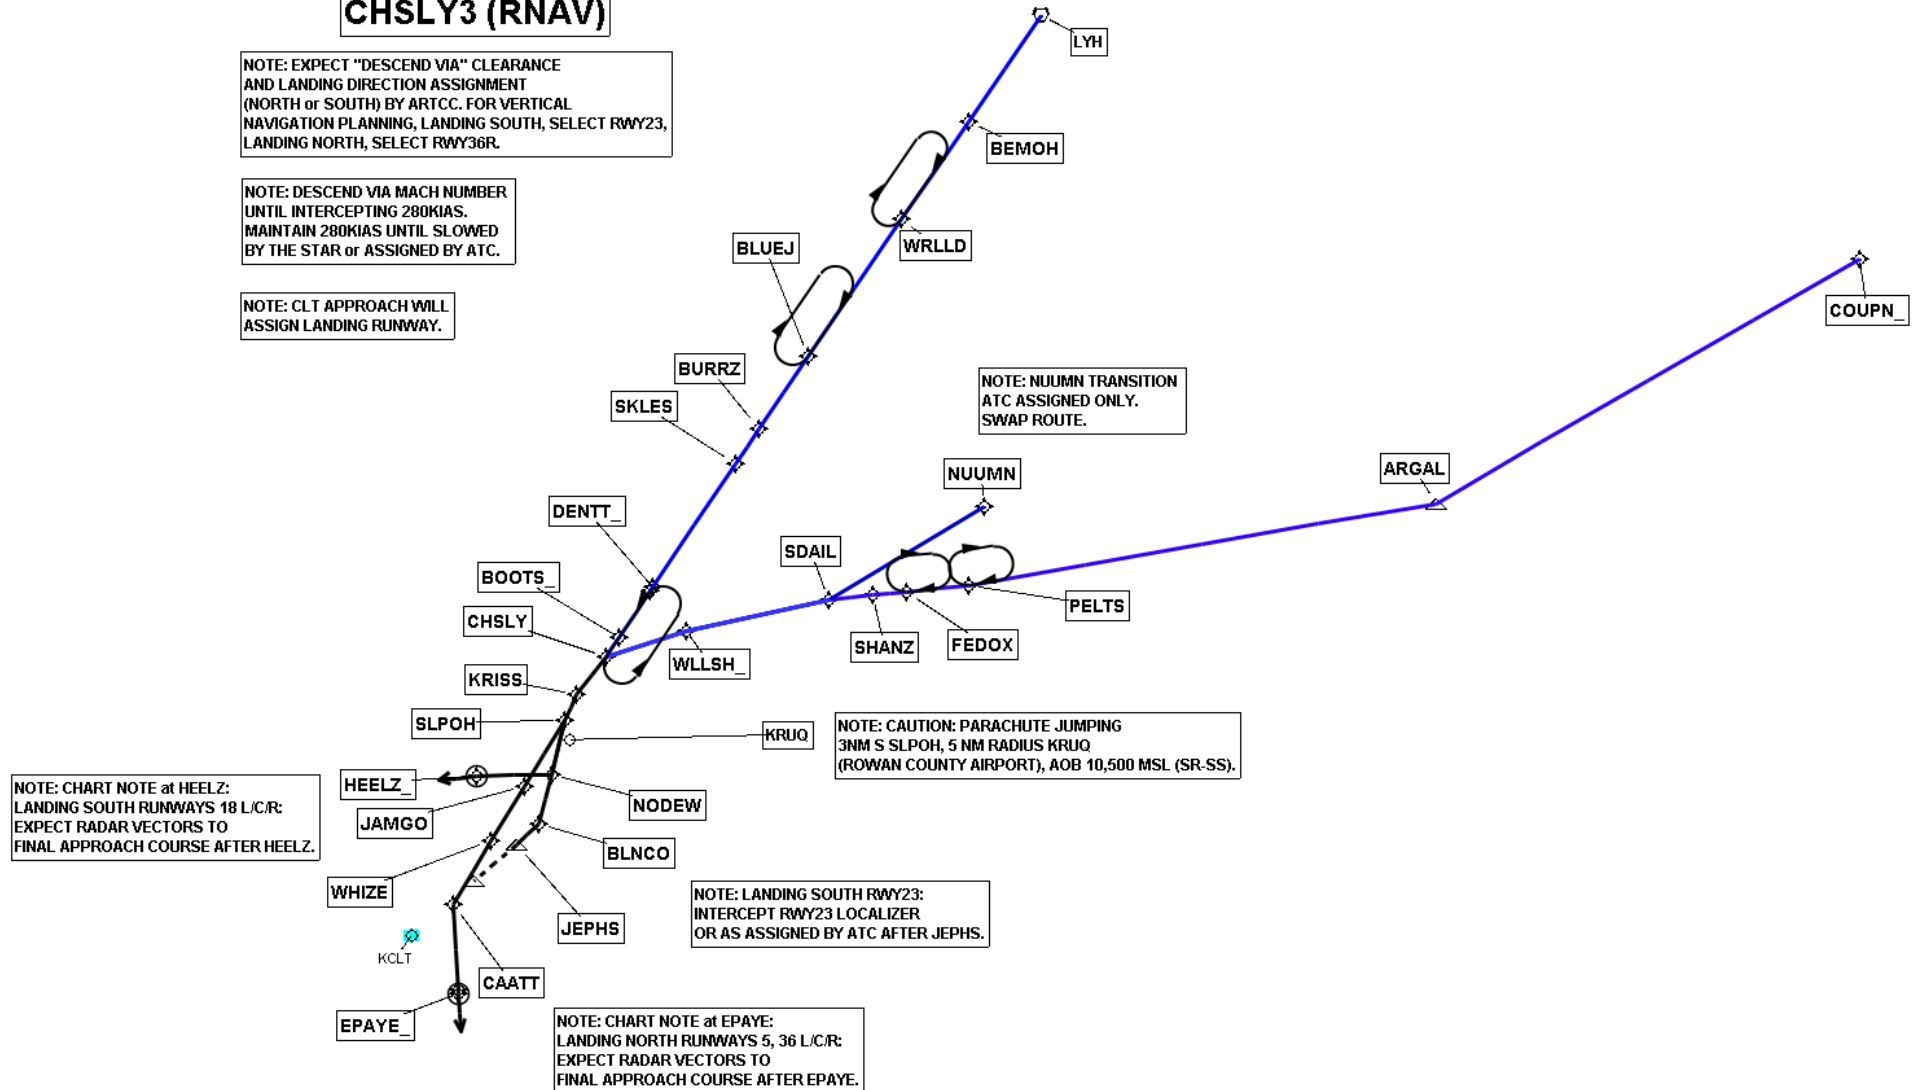 CHSLY3 (RNAV)
NOTE: EXPECT "DESCEND VIA" CLEARANCE
AND LANDING DIRECTION ASSIGNMENT
(NORTH or SOUTH) BY ARTCC. FOR VERTICAL
NAVIGATION PLANNING, LANDING SOUTH, SELECT RWY23,
LANDING NORTH, SELECT RWY36R.
NOTE: DESCEND VIA MACH NUMBER
UNTIL INTERCEPTING 280KIAS.
MAINTAIN 280KIAS UNTIL SLOWED
BY THE STAR or ASSIGNED BY ATC.
NOTE: CLT APPROACH WILL
ASSIGN LANDING RUNWAY.
LYH
BEMOH
WRLLD
BLUEJ
COUPN_
BURRZ
SKLES
NOTE: NUUMN TRANSITION
ATC ASSIGNED ONLY.
SWAP ROUTE.
NUUMN
ARGAL
DENTT_
SDAIL
BOOTS_
CHSLY
PELTS
SHANZ
FEDOX
WLLSH_
KRISS
SLPOH
KRUQ
NOTE: CAUTION: PARACHUTE JUMPING
3NM S SLPOH, 5 NM RADIUS KRUQ
(ROWAN COUNTY AIRPORT), AOB 10,500 MSL (SR-SS).
HEELZ_
NOTE: CHART NOTE at HEELZ:
LANDING SOUTH RUNWAYS 18 L/C/R:
EXPECT RADAR VECTORS TO
FINAL APPROACH COURSE AFTER HEELZ.
JAMGO
NODEW
BLNCO
WHIZE
NOTE: LANDING SOUTH RWY23:
INTERCEPT RWY23 LOCALIZER
OR AS ASSIGNED BY ATC AFTER JEPHS.
JEPHS
KCLT
CAATT
EPAYE_
NOTE: CHART NOTE at EPAYE:
LANDING NORTH RUNWAYS 5, 36 L/C/R:
EXPECT RADAR VECTORS TO
FINAL APPROACH COURSE AFTER EPAYE.